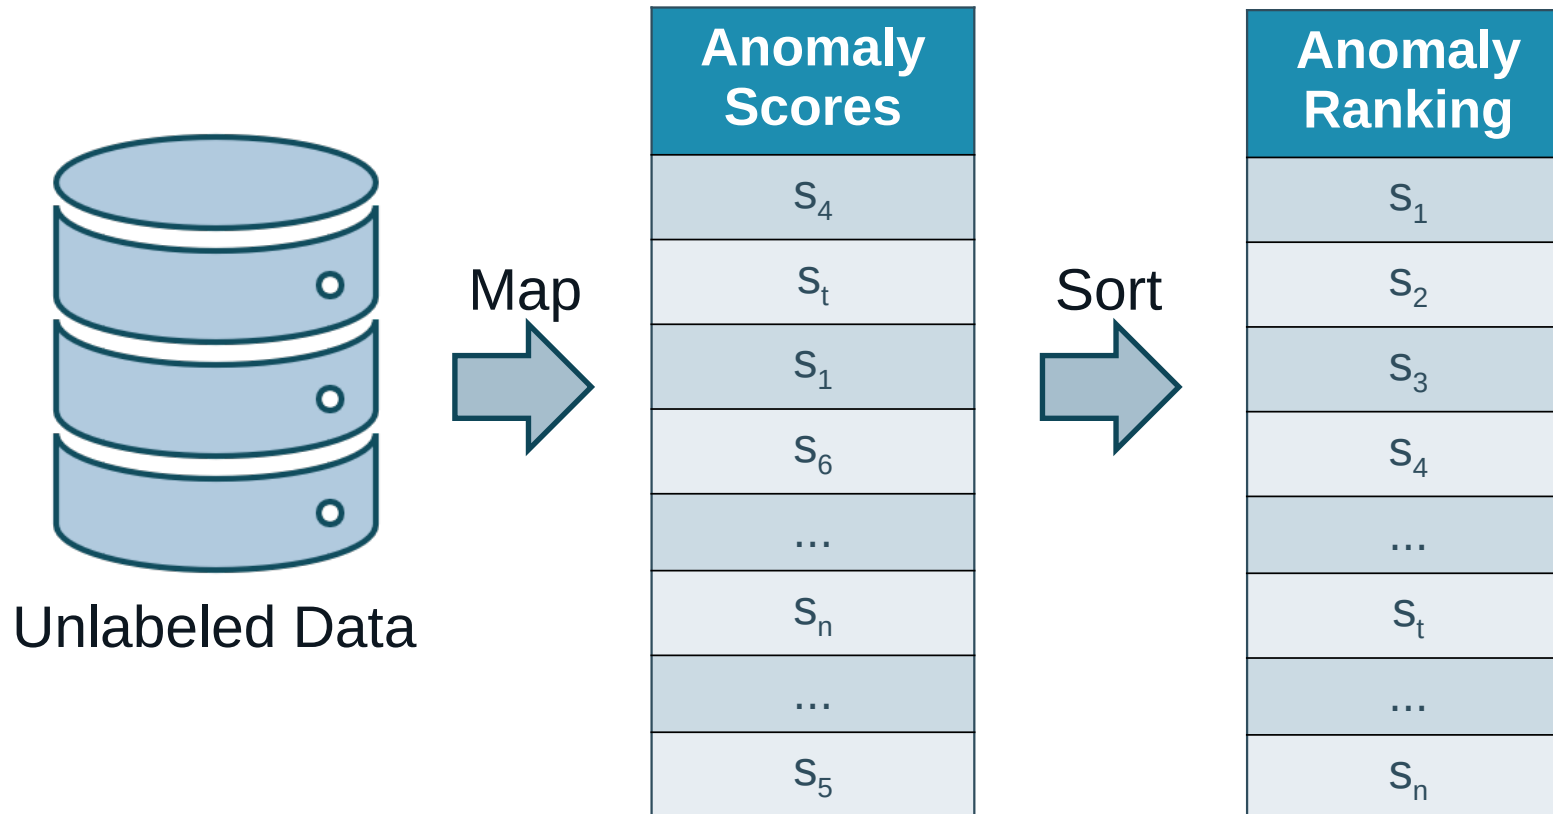 Unlabeled Data
Map
Anomaly
Scores
s₄
sₜ
s₁
s₆
...
sₙ
...
s₅
Sort
Anomaly
Ranking
s₁
s₂
s₃
s₄
...
sₜ
...
sₙ